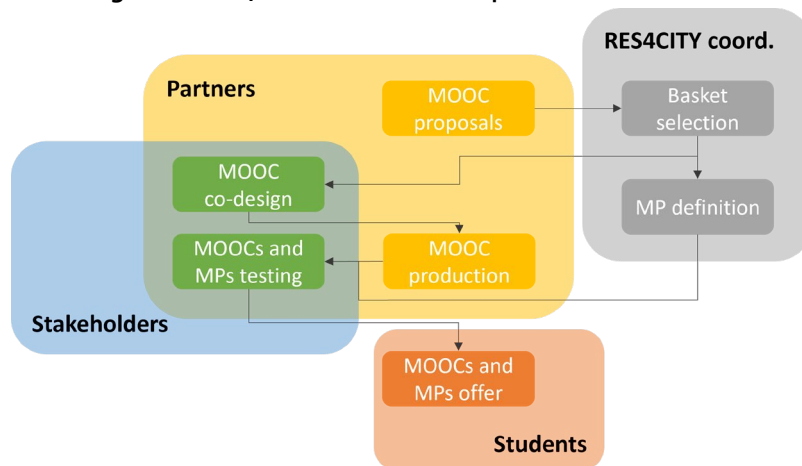 RES4CITY coord.
Partners
MOOC
proposals
Basket
selection
MOOC
co-design
MP definition
MOOCs and
MPs testing
MOOC
production
Stakeholders
MOOCs and
MPs offer
Students